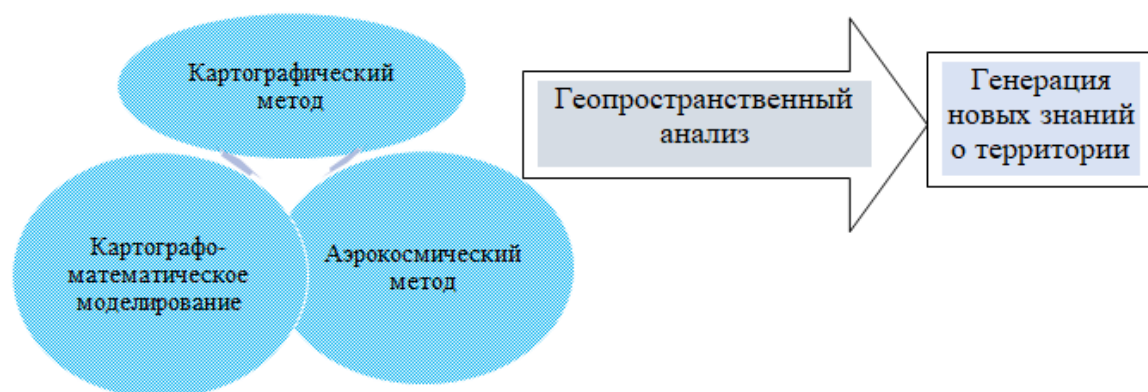 Картографический
метод
Картографо-
математическое
моделирование
Аэрокосмический
метод
Геопространственный
анализ
Генерация
новых знаний
о территории